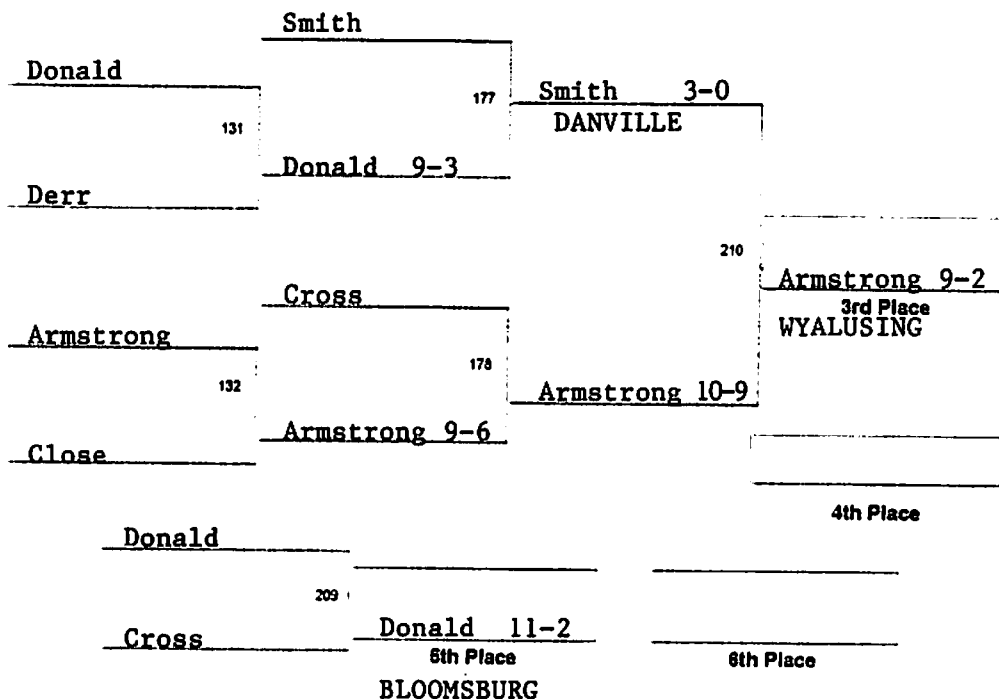 Smith
Donald
177
Smith 3-0
DANVILLE
131
Donald 9-3
Derr
210
Cross
Armstrong 9-2
3rd Place
WYALUSING
Armstrong
178
132
Armstrong 10-9
Armstrong 9-6
Close
4th Place
Donald
209
Donald 11-2
Cross
5th Place
6th Place
BLOOMSBURG